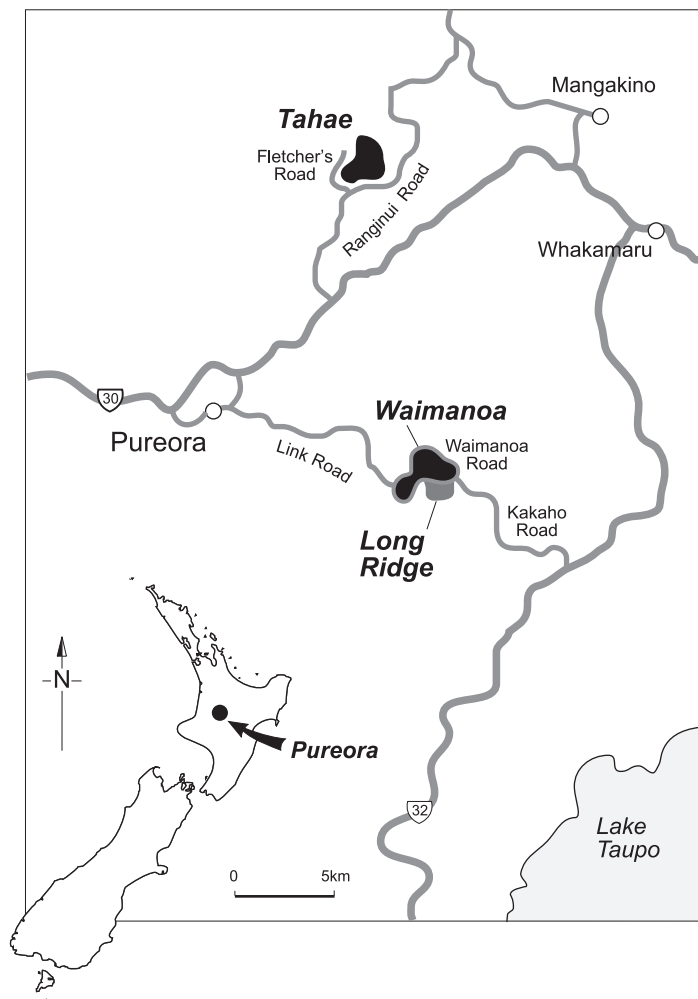 Mangakino
Tahae
Fletcher's
Road
Ranginui Road
Whakamaru
30
Pureora
Link Road
Waimanoa
Waimanoa
Road
Kakaho
Road
Long
Ridge
N
Pureora
32
Lake
Taupo
0 5km